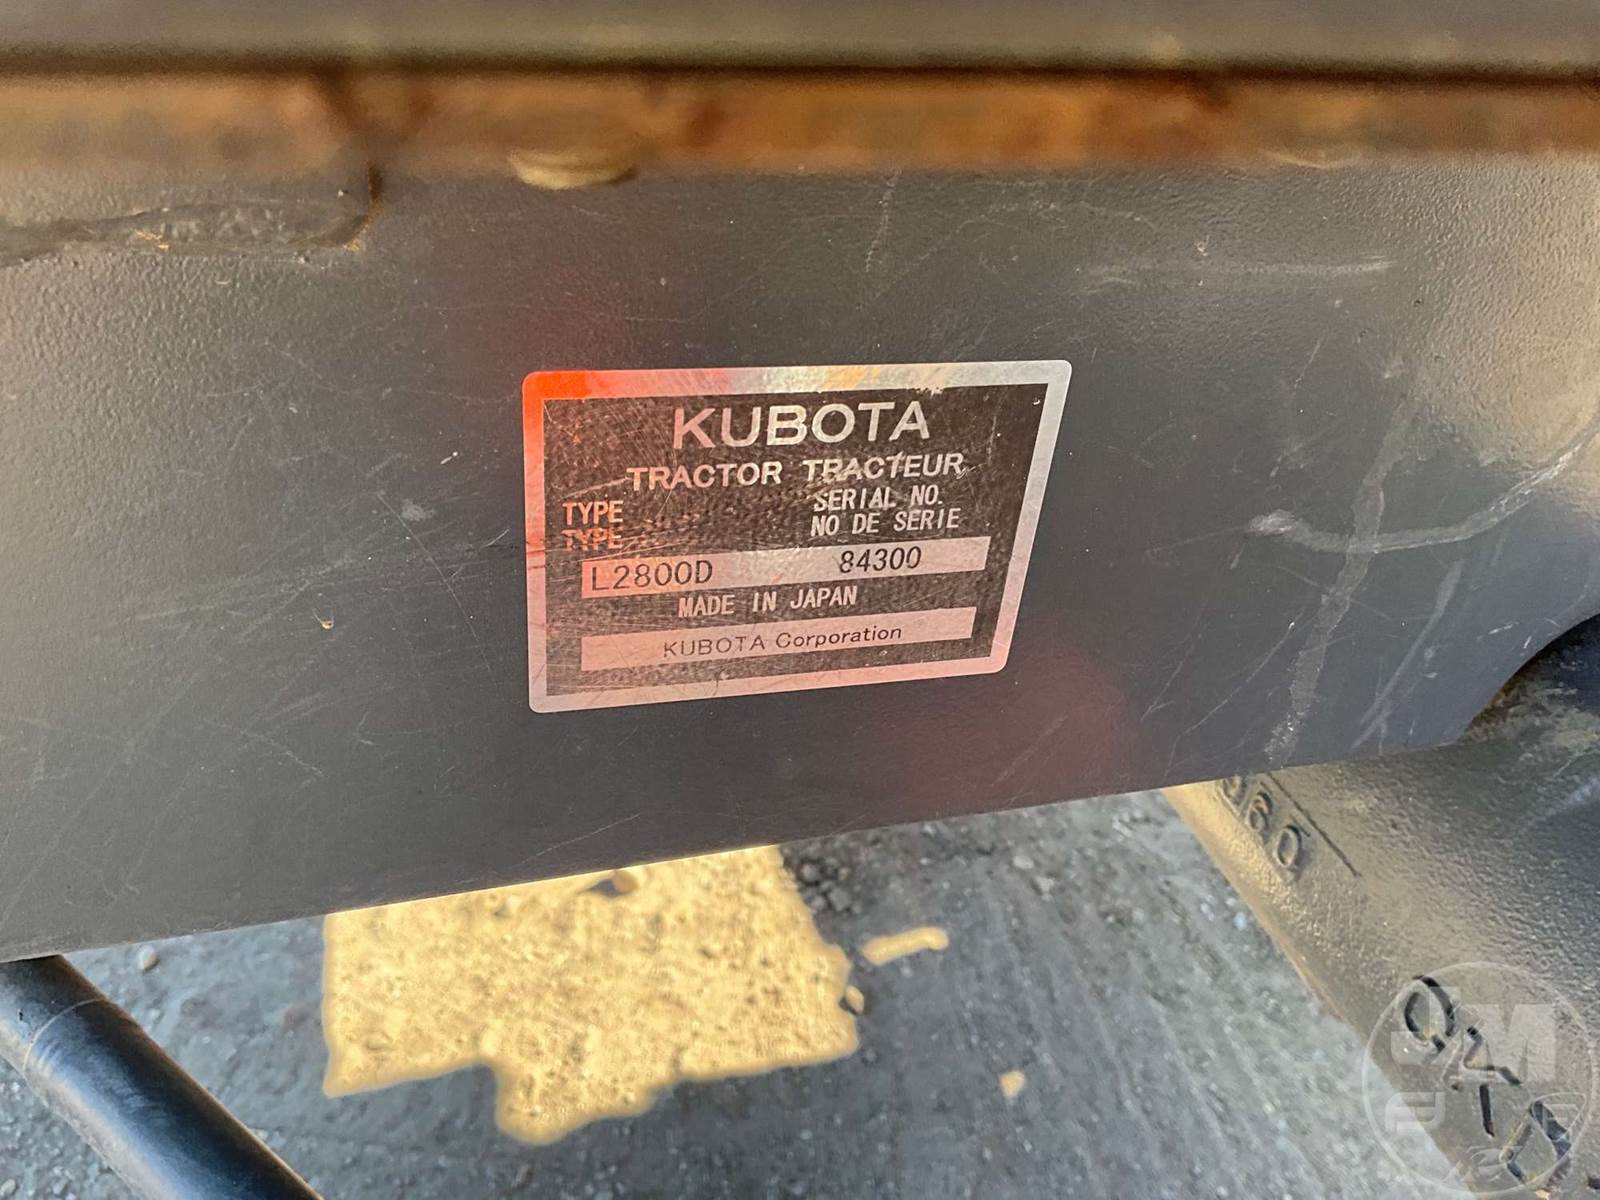 KUBOTA
TRACTOR TRACTEUR
TYPE SERIAL NO.
TYPE NO DE SERIE
L2800D 84300
MADE IN JAPAN
KUBOTA Corporation